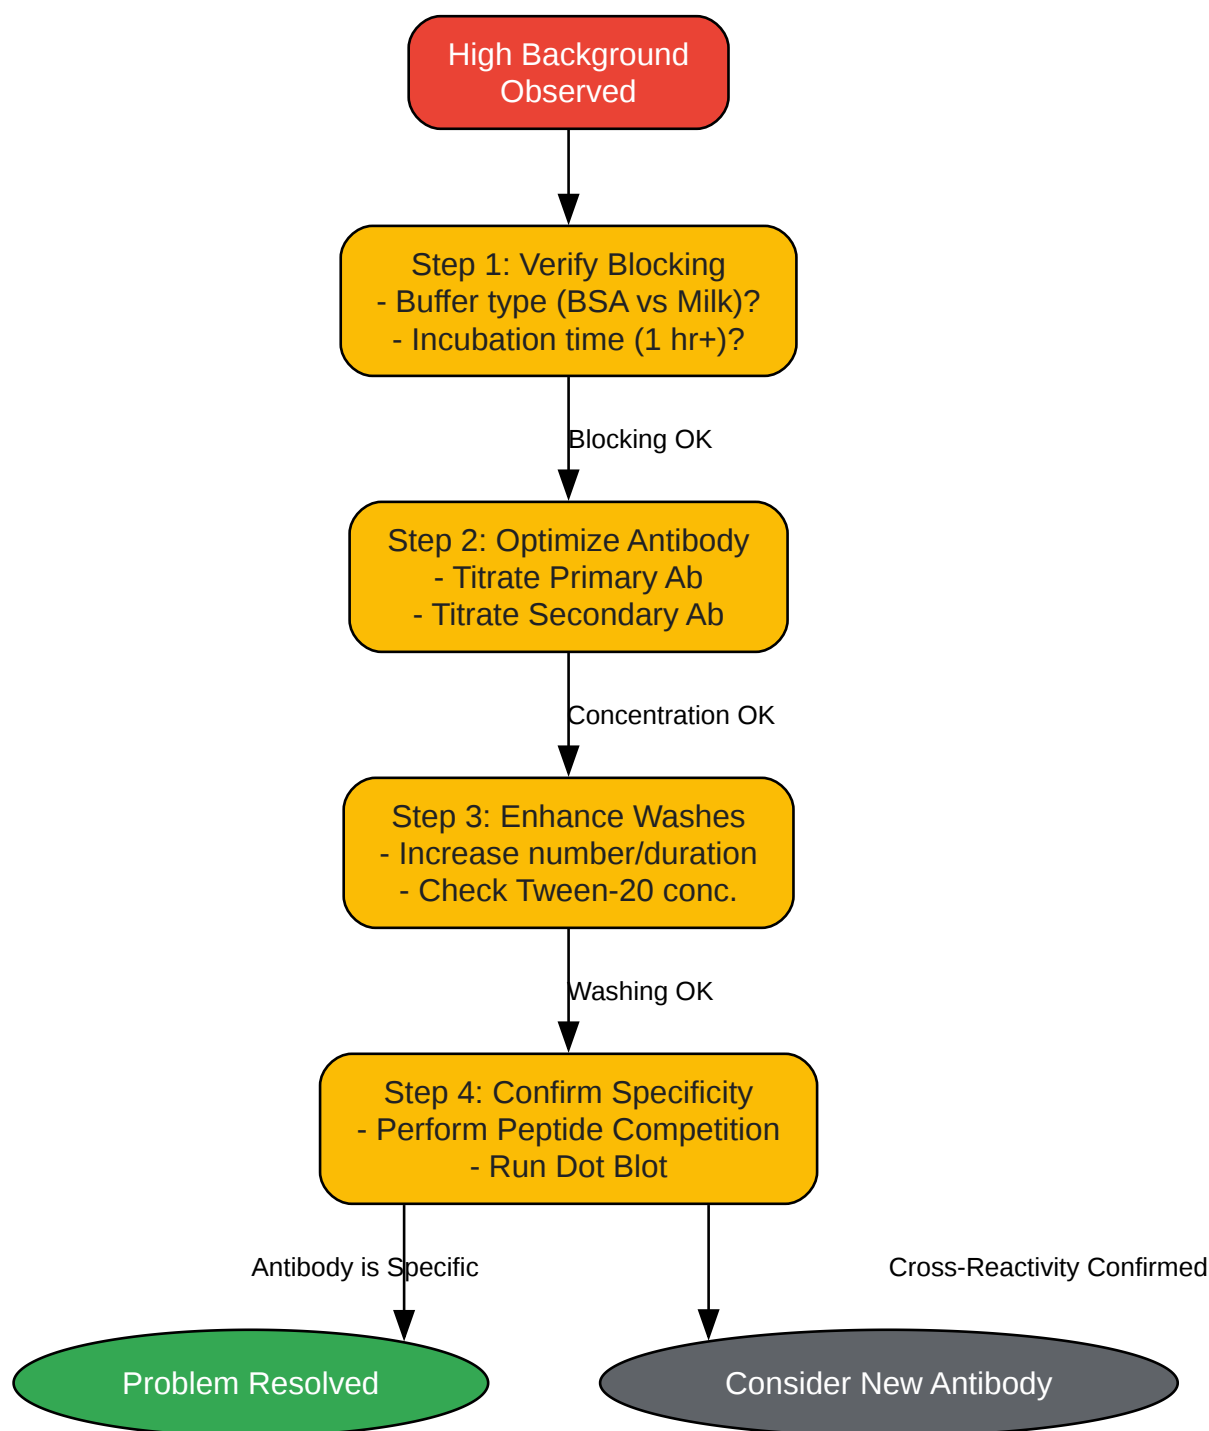 High Background
Observed
Step 1: Verify Blocking
- Buffer type (BSA vs Milk)?
- Incubation time (1 hr+)?
Blocking OK
Step 2: Optimize Antibody
- Titrate Primary Ab
- Titrate Secondary Ab
Concentration OK
Step 3: Enhance Washes
- Increase number/duration
- Check Tween-20 conc.
Washing OK
Step 4: Confirm Specificity
- Perform Peptide Competition
- Run Dot Blot
Antibody is Specific
Cross-Reactivity Confirmed
Problem Resolved
Consider New Antibody